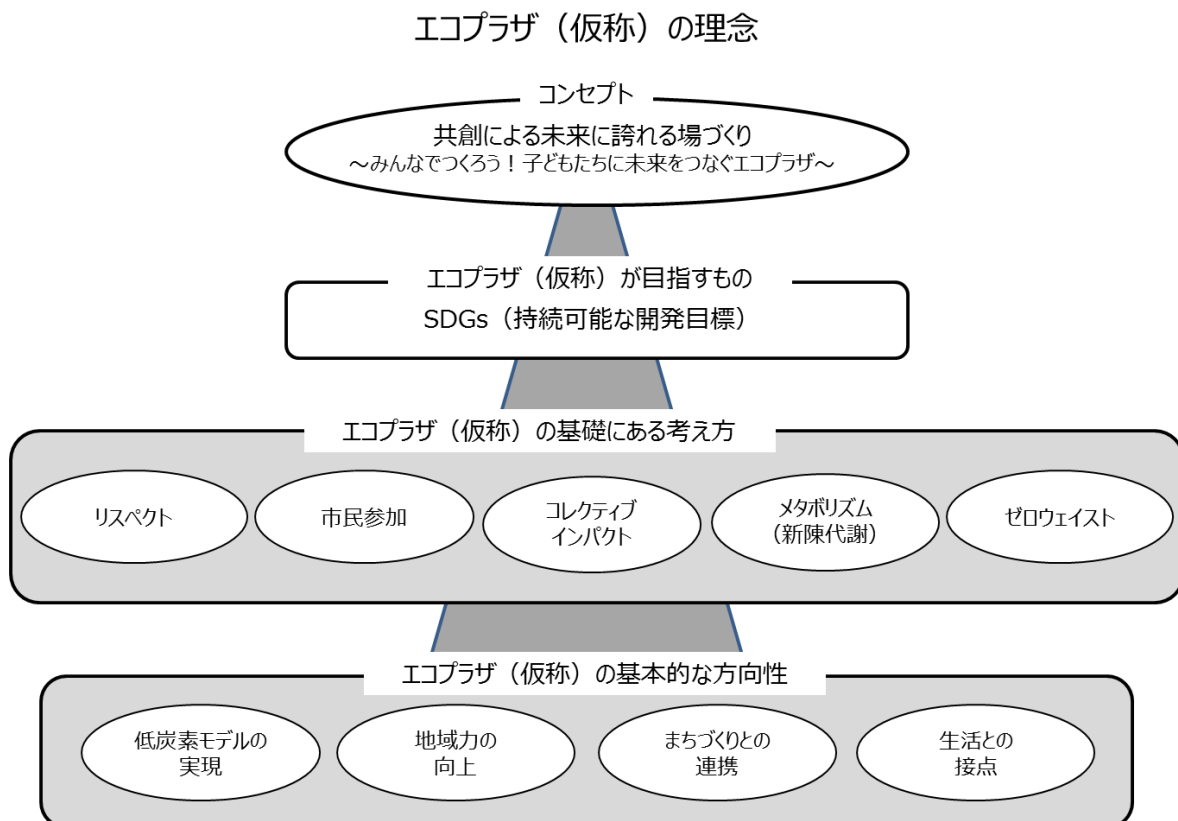 エコプラザ（仮称）の理念
コンセプト
共創による未来に誇れる場づくり
～みんなでつくろう！子どもたちに未来をつなぐエコプラザ～
エコプラザ（仮称）が目指すもの
SDGs（持続可能な開発目標）
エコプラザ（仮称）の基礎にある考え方
リスペクト
市民参加
コレクティブ
インパクト
メタボリズム
（新陳代謝）
ゼロウェイスト
エコプラザ（仮称）の基本的な方向性
低炭素モデルの
実現
地域力の
向上
まちづくりとの
連携
生活との
接点